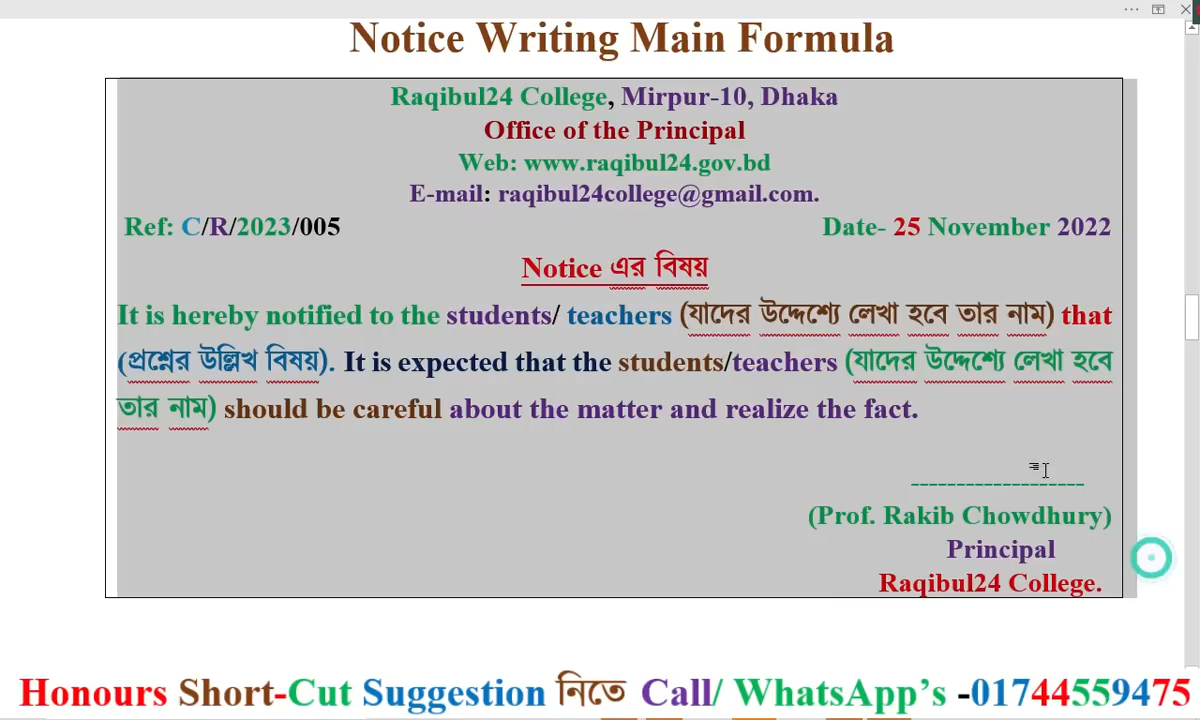 Notice Writing Main Formula
Raqibul24 College, Mirpur-10, Dhaka
Office of the Principal
Web: www.raqibul24.gov.bd
E-mail: raqibul24college@gmail.com.
Ref: C/R/2023/005 Date- 25 November 2022
Notice এর বিষয়
It is hereby notified to the students/ teachers (যাদের উদ্দেশ্যে লেখা হবে তার নাম) that
(প্রশ্নের উল্লিখ বিষয়). It is expected that the students/teachers (যাদের উদ্দেশ্যে লেখা হবে
তার নাম) should be careful about the matter and realize the fact.
-------------------
(Prof. Rakib Chowdhury)
Principal
Raqibul24 College.
Honours Short-Cut Suggestion নিতে Call/ WhatsApp’s -01744559475